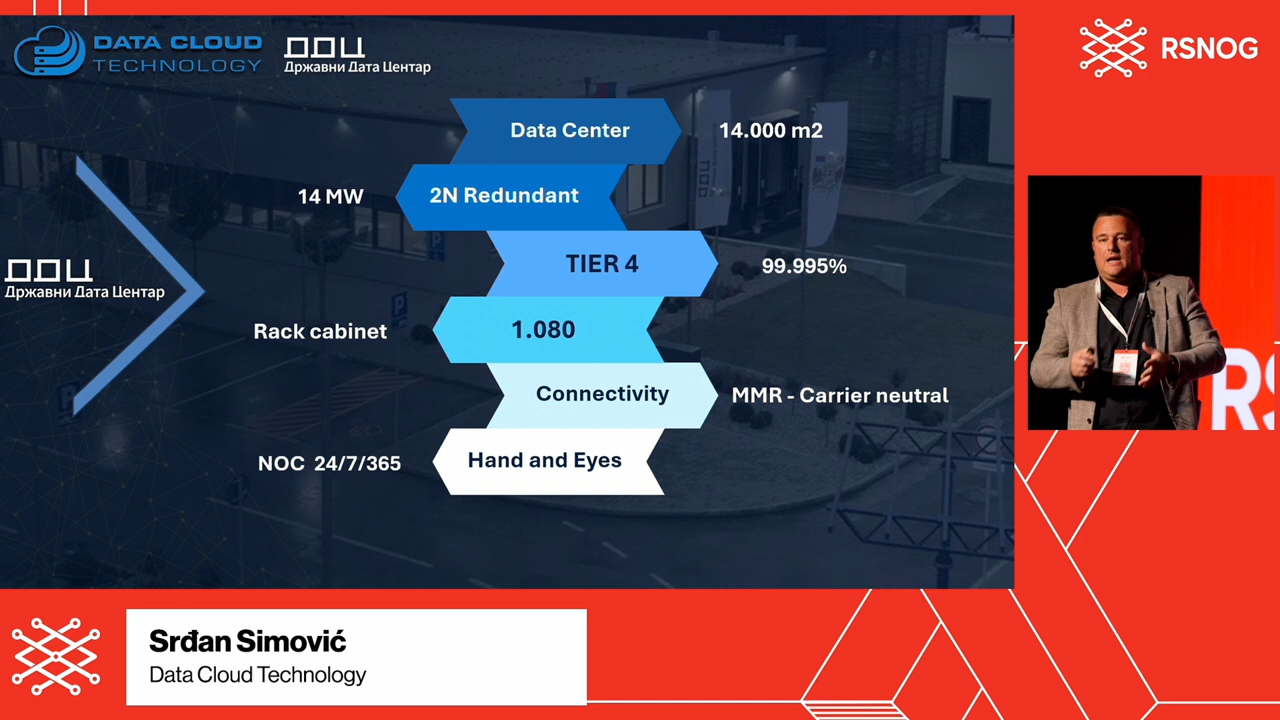 DATA CLOUD
TECHNOLOGY
ДДЦ
Државни Дата Центар
RSNOG
Data Center
14.000 m2
14 MW
2N Redundant
TIER 4
99.995%
ДДЦ
Државни Дата Центар
Rack cabinet
1.080
Connectivity
MMR - Carrier neutral
NOC 24/7/365
Hand and Eyes
RS
Srđan Simović
Data Cloud Technology